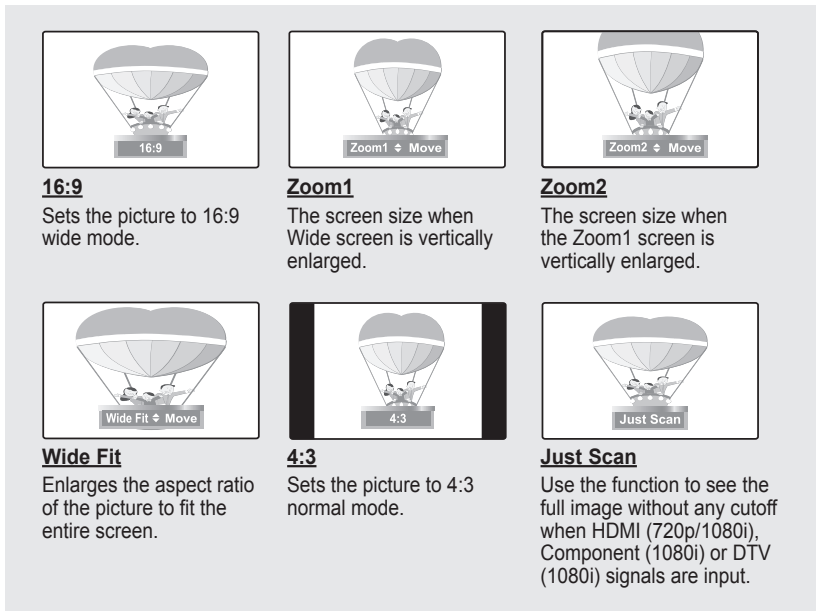 16:9
Zoom1 ⬍ Move
Zoom2 ⬍ Move
16:9
Sets the picture to 16:9
wide mode.
Zoom1
The screen size when
Wide screen is vertically
enlarged.
Zoom2
The screen size when
the Zoom1 screen is
vertically enlarged.
Wide Fit ⬍ Move
4:3
Just Scan
Wide Fit
Enlarges the aspect ratio
of the picture to fit the
entire screen.
4:3
Sets the picture to 4:3
normal mode.
Just Scan
Use the function to see the
full image without any cutoff
when HDMI (720p/1080i),
Component (1080i) or DTV
(1080i) signals are input.